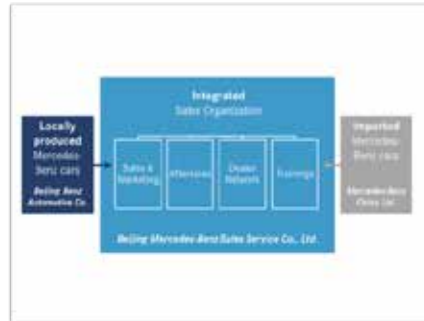 Integrated
Sales Organization
Locally
produced
Mercedes-
Benz cars
Beijing Benz
Automotive Co.
Sales &
Marketing
Aftersales
Dealer
Network
Trainings
Imported
Mercedes-
Benz cars
Mercedes-Benz
China Ltd.
Beijing Mercedes-Benz Sales Service Co., Ltd.